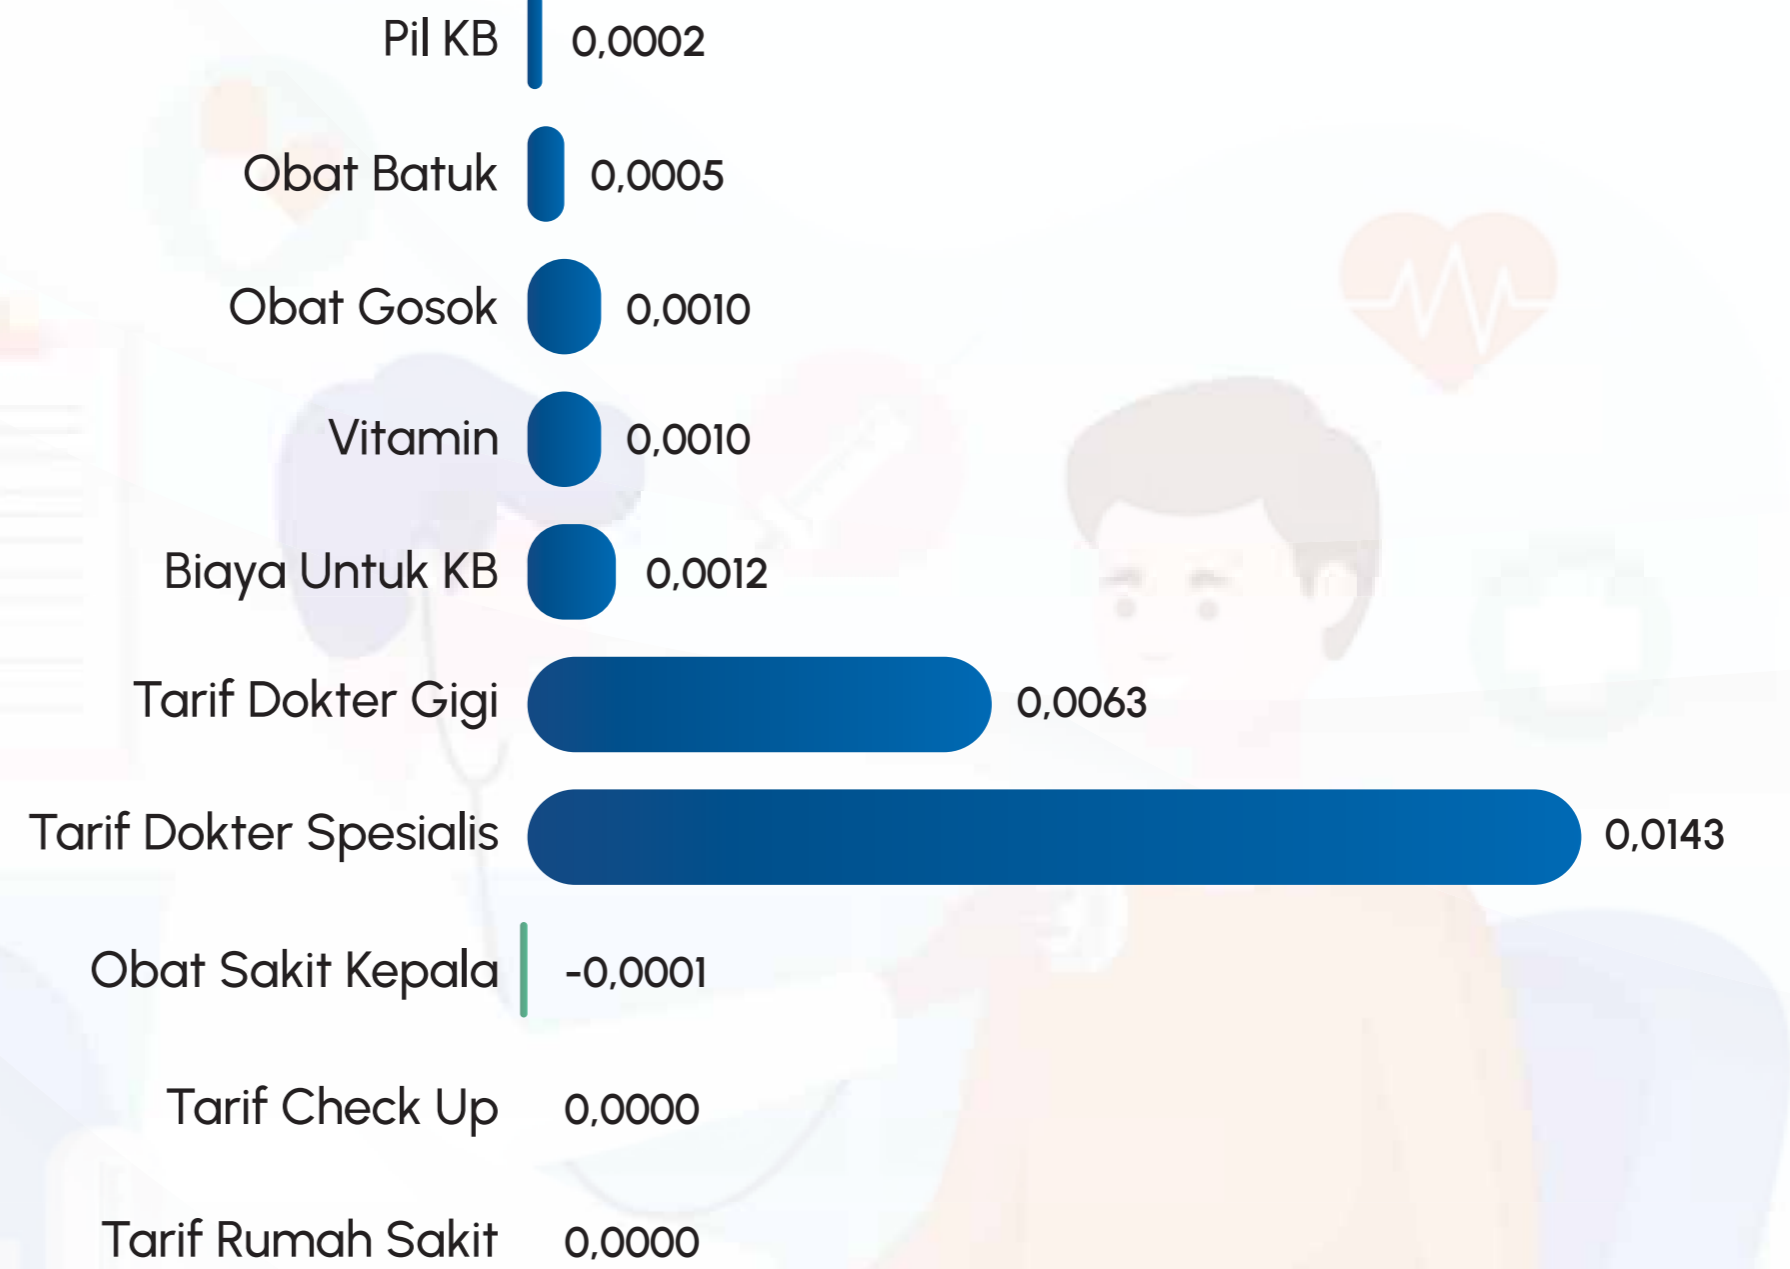 Pil KB 0,0002
Obat Batuk 0,0005
Obat Gosok 0,0010
Vitamin 0,0010
Biaya Untuk KB 0,0012
Tarif Dokter Gigi 0,0063
Tarif Dokter Spesialis 0,0143
Obat Sakit Kepala -0,0001
Tarif Check Up 0,0000
Tarif Rumah Sakit 0,0000